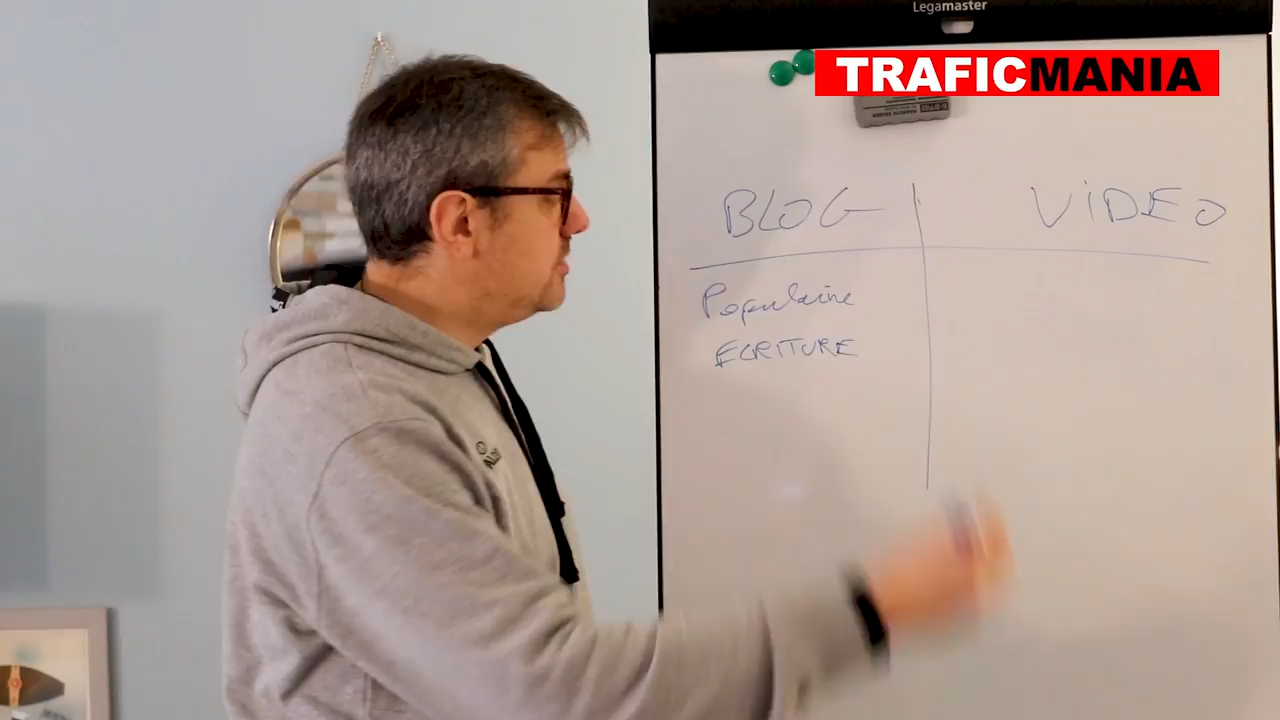 Legamaster
TRAFICMANIA
BLOG VIDEO
Populaire
ECRITURE